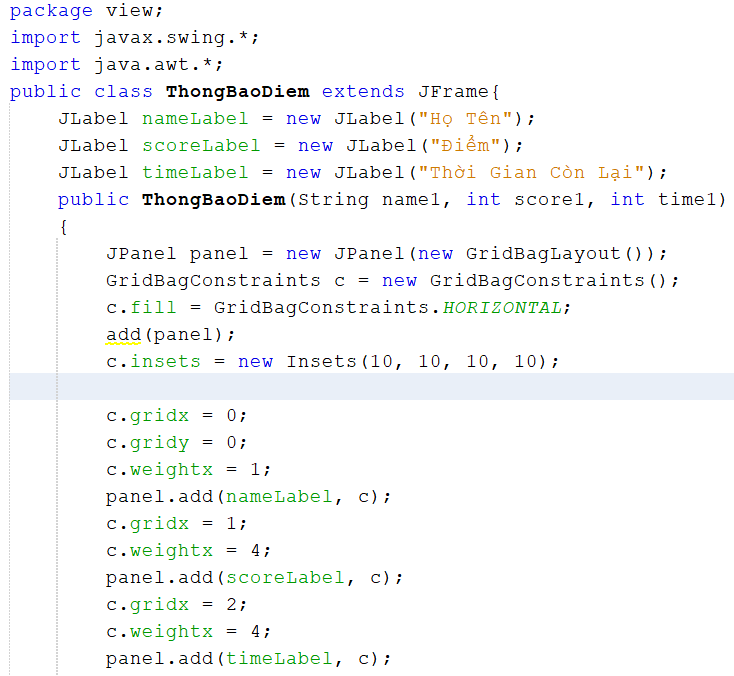 package view;
import javax.swing.*;
import java.awt.*;
public class ThongBaoDiem extends JFrame{
    JLabel nameLabel = new JLabel("Họ Tên");
    JLabel scoreLabel = new JLabel("Điểm");
    JLabel timeLabel = new JLabel("Thời Gian Còn Lại");
    public ThongBaoDiem(String name1, int score1, int time1)
    {
        JPanel panel = new JPanel(new GridBagLayout());
        GridBagConstraints c = new GridBagConstraints();
        c.fill = GridBagConstraints.HORIZONTAL;
        add(panel);
        c.insets = new Insets(10, 10, 10, 10);
        c.gridx = 0;
        c.gridy = 0;
        c.weightx = 1;
        panel.add(nameLabel, c);
        c.gridx = 1;
        c.weightx = 4;
        panel.add(scoreLabel, c);
        c.gridx = 2;
        c.weightx = 4;
        panel.add(timeLabel, c);